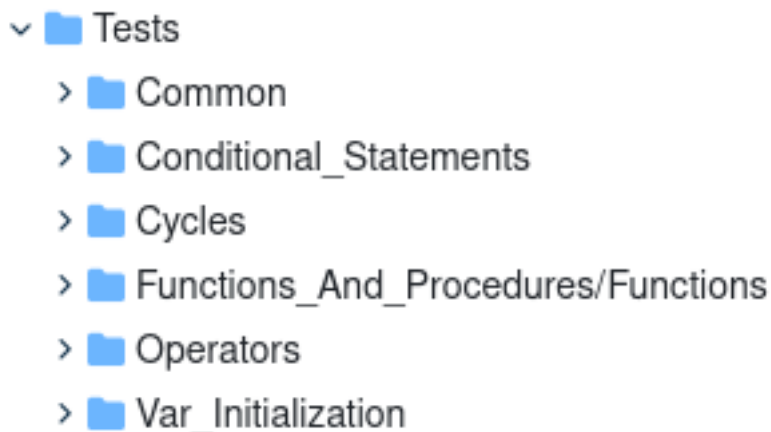 Tests
Common
Conditional_Statements
Cycles
Functions_And_Procedures/Functions
Operators
Var_Initialization